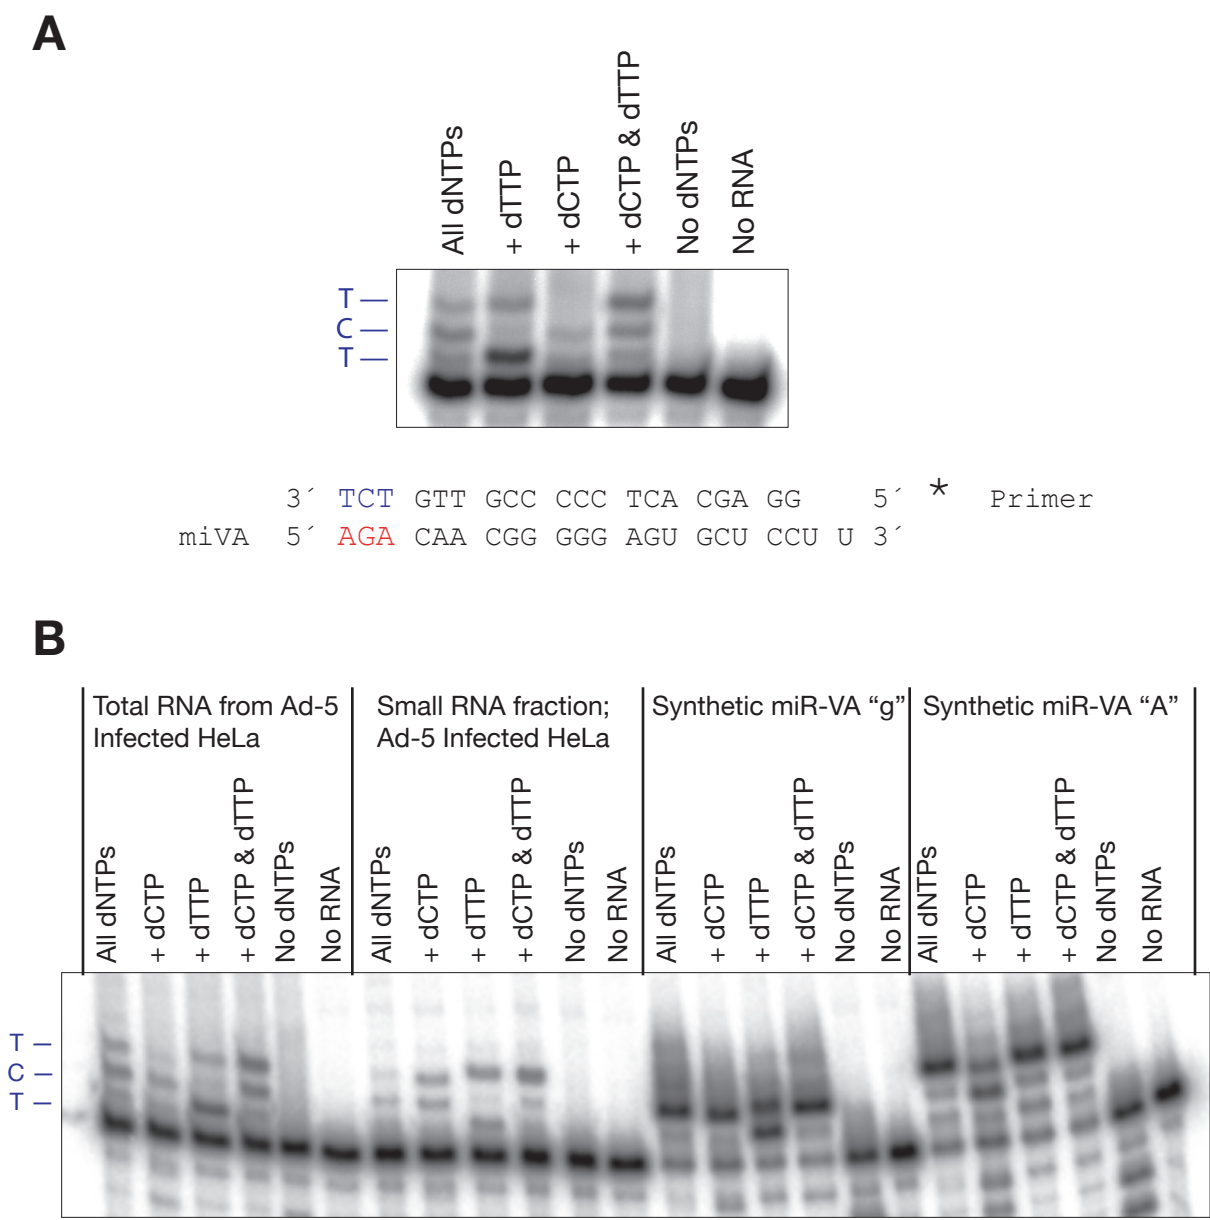 A
All dNTPs
+ dTTP
+ dCTP
+ dCTP & dTTP
No dNTPs
No RNA
T –
C –
T –
3´ TCT GTT GCC CCC TCA CGA GG 5´ * Primer
miVA 5´ AGA CAA CGG GGG AGU GCU CCU U 3´
B
Total RNA from Ad-5
Infected HeLa
Small RNA fraction;
Ad-5 Infected HeLa
Synthetic miR-VA “g”
Synthetic miR-VA “A”
All dNTPs
+ dCTP
+ dTTP
+ dCTP & dTTP
No dNTPs
No RNA
All dNTPs
+ dCTP
+ dTTP
+ dCTP & dTTP
No dNTPs
No RNA
All dNTPs
+ dCTP
+ dTTP
+ dCTP & dTTP
No dNTPs
No RNA
All dNTPs
+ dCTP
+ dTTP
+ dCTP & dTTP
No dNTPs
No RNA
T –
C –
T –